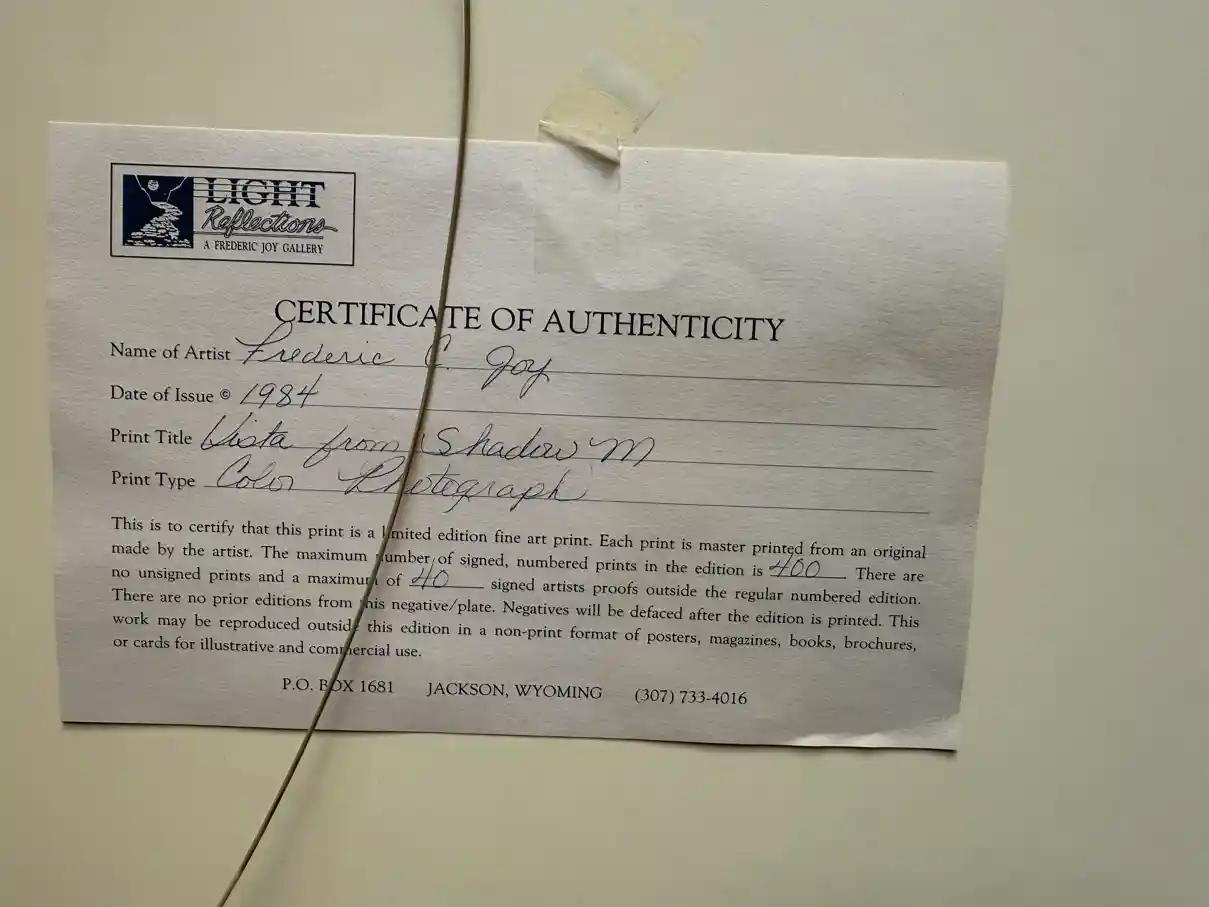 LIGHT
Reflections
A FREDERIC JOY GALLERY
CERTIFICATE OF AUTHENTICITY
Name of Artist Frederic C. Joy
Date of Issue © 1984
Print Title Vista from Shadow M
Print Type Color Photograph
This is to certify that this print is a limited edition fine art print. Each print is master printed from an original
made by the artist. The maximum number of signed, numbered prints in the edition is 400 There are
no unsigned prints and a maximum of 40 signed artists proofs outside the regular numbered edition.
There are no prior editions from this negative/plate. Negatives will be defaced after the edition is printed. This
work may be reproduced outside this edition in a non-print format of posters, magazines, books, brochures,
or cards for illustrative and commercial use.
P.O. BOX 1681 JACKSON, WYOMING (307) 733-4016